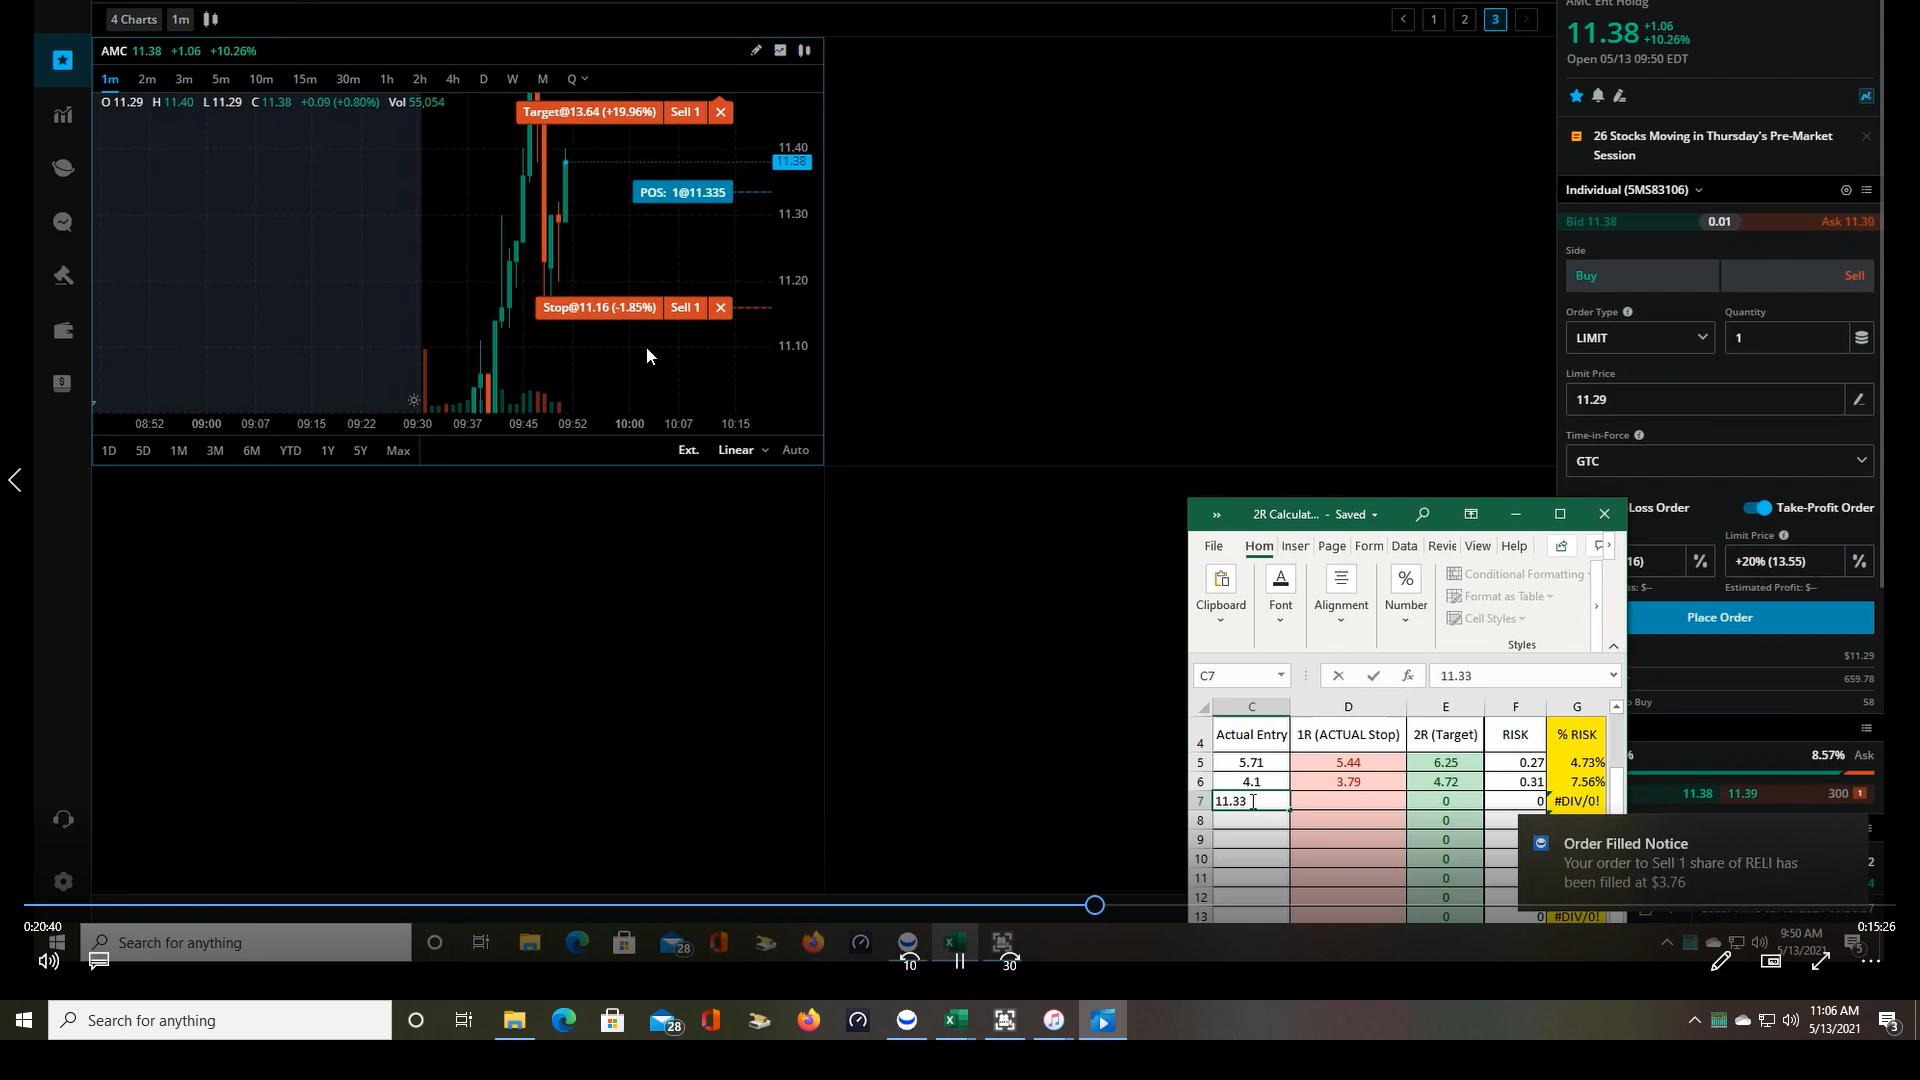 4 Charts 1m
1 2 3
AMC 11.38 +1.06 +10.26%
1m 2m 3m 5m 10m 15m 30m 1h 2h 4h D W M Q
O 11.29 H 11.40 L 11.29 C 11.38 +0.09 (+0.80%) Vol 55,054
Target@13.64 (+19.96%) Sell 1
11.40
11.38
POS: 1@11.335
11.30
11.20
Stop@11.16 (-1.85%) Sell 1
11.10
08:52 09:00 09:07 09:15 09:22 09:30 09:37 09:45 09:52 10:00 10:07 10:15
1D 5D 1M 3M 6M YTD 1Y 5Y Max Ext. Linear Auto
AMC Ent Holdg
11.38 +1.06
+10.26%
Open 05/13 09:50 EDT
26 Stocks Moving in Thursday's Pre-Market
Session
Individual (5MS83106)
Bid 11.38 0.01 Ask 11.39
Side
Buy Sell
Order Type Quantity
LIMIT 1
Limit Price
11.29
Time-in-Force
GTC
-Loss Order Take-Profit Order
Limit Price
16) +20% (13.55)
s: $-- Estimated Profit: $--
Place Order
$11.29
659.78
o Buy 58
% 8.57% Ask
11.38 11.39 300 1
2R Calculat... - Saved
File Hom Inser Page Form Data Revie View Help
Clipboard Font Alignment Number
Conditional Formatting
Format as Table
Cell Styles
Styles
C7 11.33
C D E F G
4 Actual Entry 1R (ACTUAL Stop) 2R (Target) RISK % RISK
5 5.71 5.44 6.25 0.27 4.73%
6 4.1 3.79 4.72 0.31 7.56%
7 11.33 0 0 #DIV/0!
8 0
9 0
10 0
11 0
12 0
13 0 #DIV/0!
Order Filled Notice
Your order to Sell 1 share of RELI has
been filled at $3.76
2
4
0:20:40 0:15:26
Search for anything 28 9:50 AM
5/13/2021 5
10 30
Search for anything 28 11:06 AM
5/13/2021 3